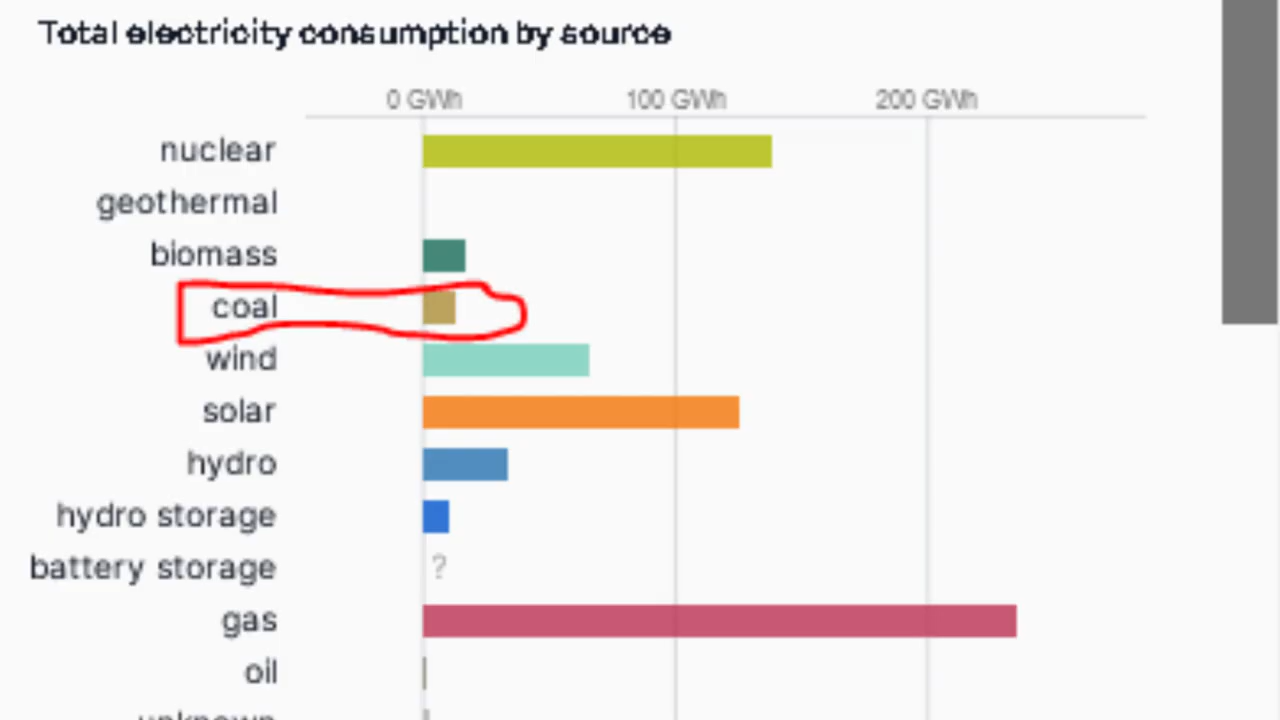 Total electricity consumption by source
0 GWh 100 GWh 200 GWh
nuclear
geothermal
biomass
coal
wind
solar
hydro
hydro storage
battery storage ?
gas
oil
unknown